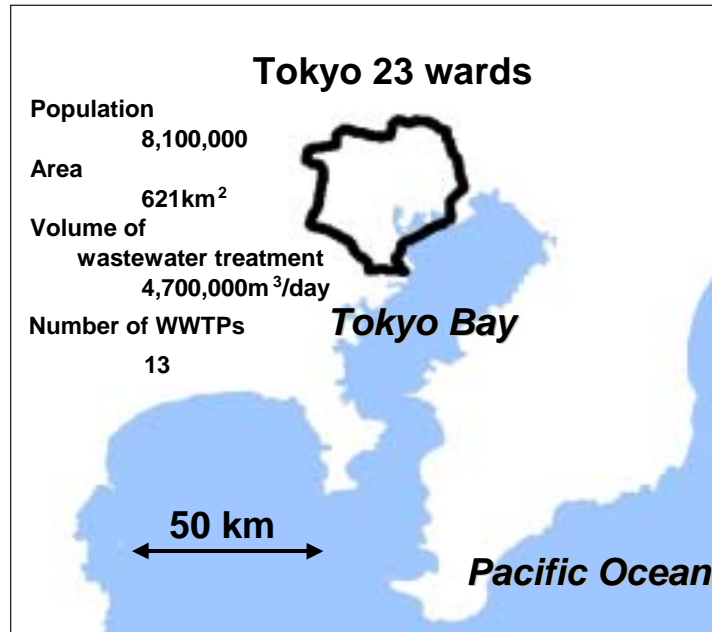 Tokyo 23 wards
Population
8,100,000
Area
621km²
Volume of
wastewater treatment
4,700,000m³/day
Number of WWTPs
13
Tokyo Bay
50 km
Pacific Ocean